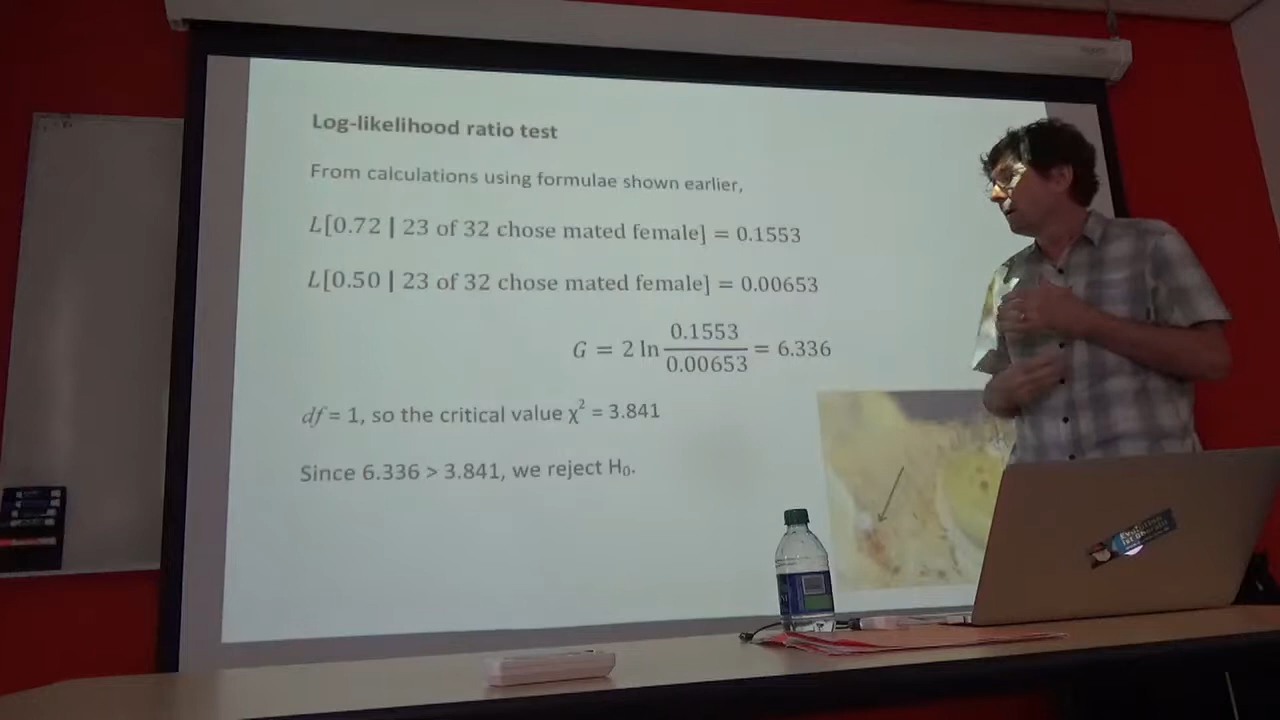 Log-likelihood ratio test
From calculations using formulae shown earlier,
L[0.72 | 23 of 32 chose mated female] = 0.1553
L[0.50 | 23 of 32 chose mated female] = 0.00653
G = 2 ln 0.1553/0.00653 = 6.336
df = 1, so the critical value χ² = 3.841
Since 6.336 > 3.841, we reject H₀.